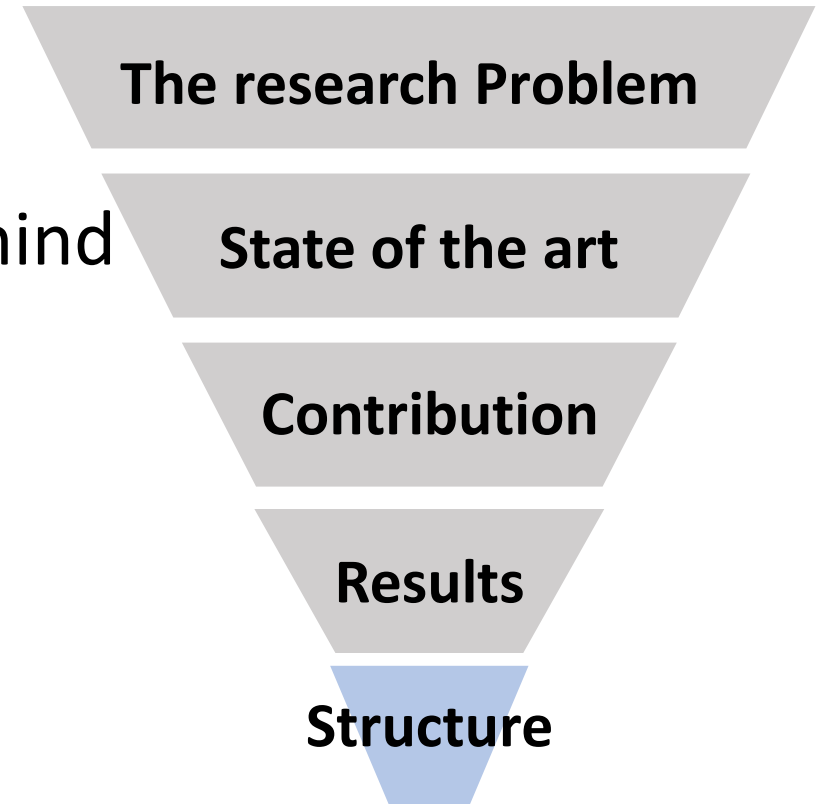 The research Problem
State of the art
Contribution
Results
Structure